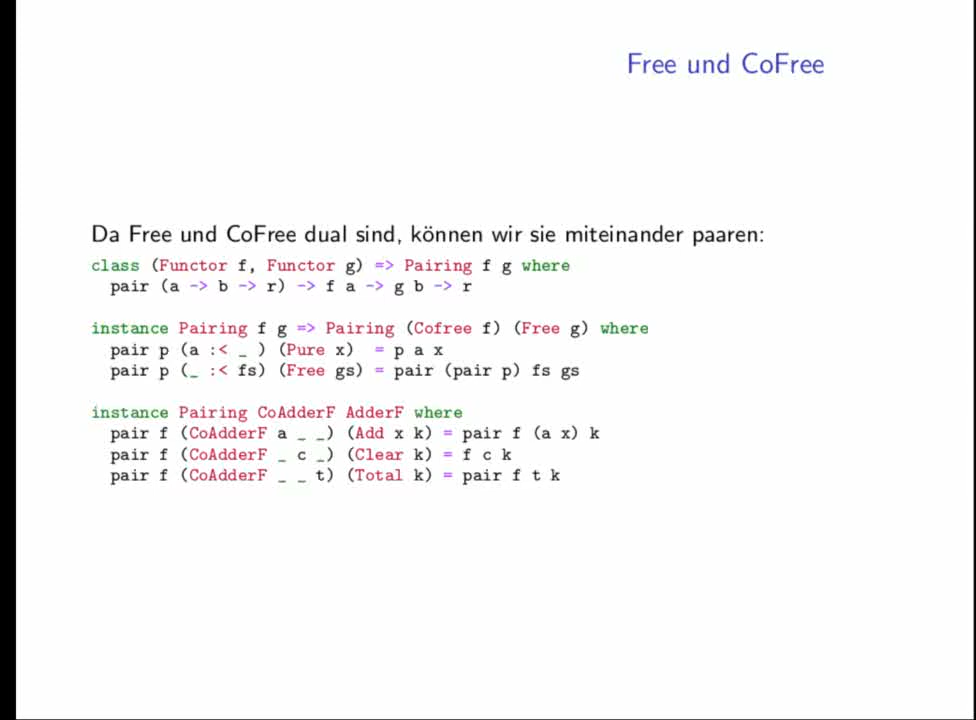 Free und CoFree
Da Free und CoFree dual sind, können wir sie miteinander paaren:
class (Functor f, Functor g) => Pairing f g where
  pair (a -> b -> r) -> f a -> g b -> r
instance Pairing f g => Pairing (Cofree f) (Free g) where
  pair p (a :< _ ) (Pure x)  = p a x
  pair p (_ :< fs) (Free gs) = pair (pair p) fs gs
instance Pairing CoAdderF AdderF where
  pair f (CoAdderF a _ _) (Add x k) = pair f (a x) k
  pair f (CoAdderF _ c _) (Clear k) = f c k
  pair f (CoAdderF _ _ t) (Total k) = pair f t k